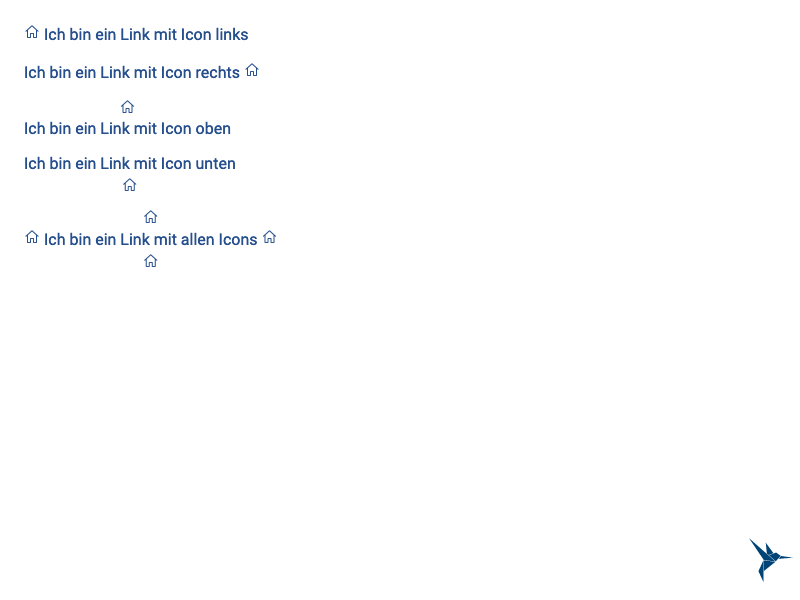 Ich bin ein Link mit Icon links
Ich bin ein Link mit Icon rechts
Ich bin ein Link mit Icon oben
Ich bin ein Link mit Icon unten
Ich bin ein Link mit allen Icons